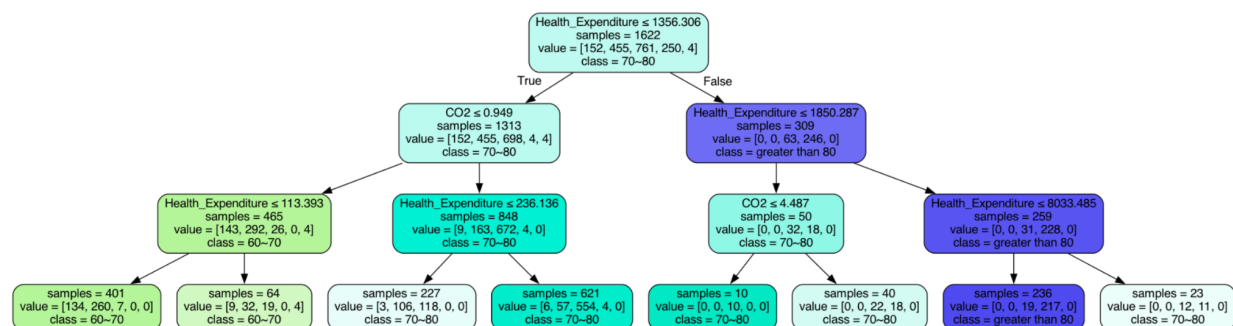 Health_Expenditure ≤ 1356.306
samples = 1622
value = [152, 455, 761, 250, 4]
class = 70~80
True
False
CO2 ≤ 0.949
samples = 1313
value = [152, 455, 698, 4, 4]
class = 70~80
Health_Expenditure ≤ 1850.287
samples = 309
value = [0, 0, 63, 246, 0]
class = greater than 80
Health_Expenditure ≤ 113.393
samples = 465
value = [143, 292, 26, 0, 4]
class = 60~70
Health_Expenditure ≤ 236.136
samples = 848
value = [9, 163, 672, 4, 0]
class = 70~80
CO2 ≤ 4.487
samples = 50
value = [0, 0, 32, 18, 0]
class = 70~80
Health_Expenditure ≤ 8033.485
samples = 259
value = [0, 0, 31, 228, 0]
class = greater than 80
samples = 401
value = [134, 260, 7, 0, 0]
class = 60~70
samples = 64
value = [9, 32, 19, 0, 4]
class = 60~70
samples = 227
value = [3, 106, 118, 0, 0]
class = 70~80
samples = 621
value = [6, 57, 554, 4, 0]
class = 70~80
samples = 10
value = [0, 0, 10, 0, 0]
class = 70~80
samples = 40
value = [0, 0, 22, 18, 0]
class = 70~80
samples = 236
value = [0, 0, 19, 217, 0]
class = greater than 80
samples = 23
value = [0, 0, 12, 11, 0]
class = 70~80